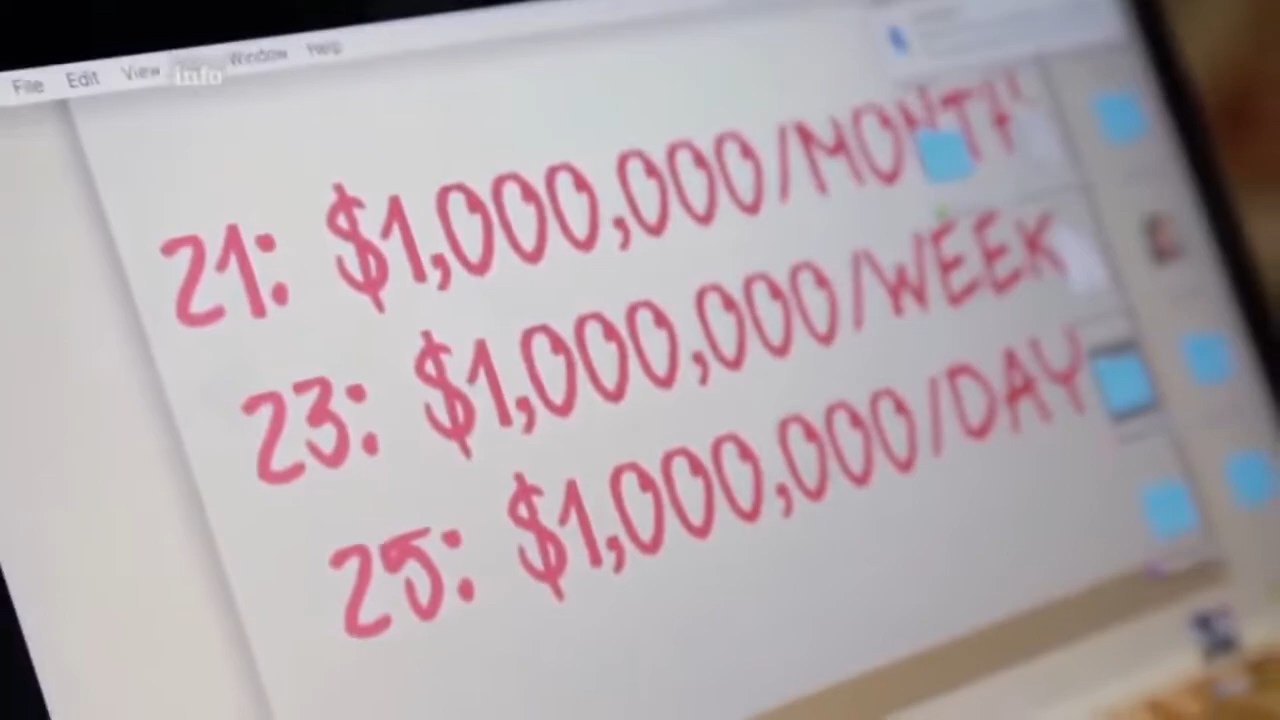 File Edit View Window Help
info
21: $1,000,000/MONTH
23: $1,000,000/WEEK
25: $1,000,000/DAY